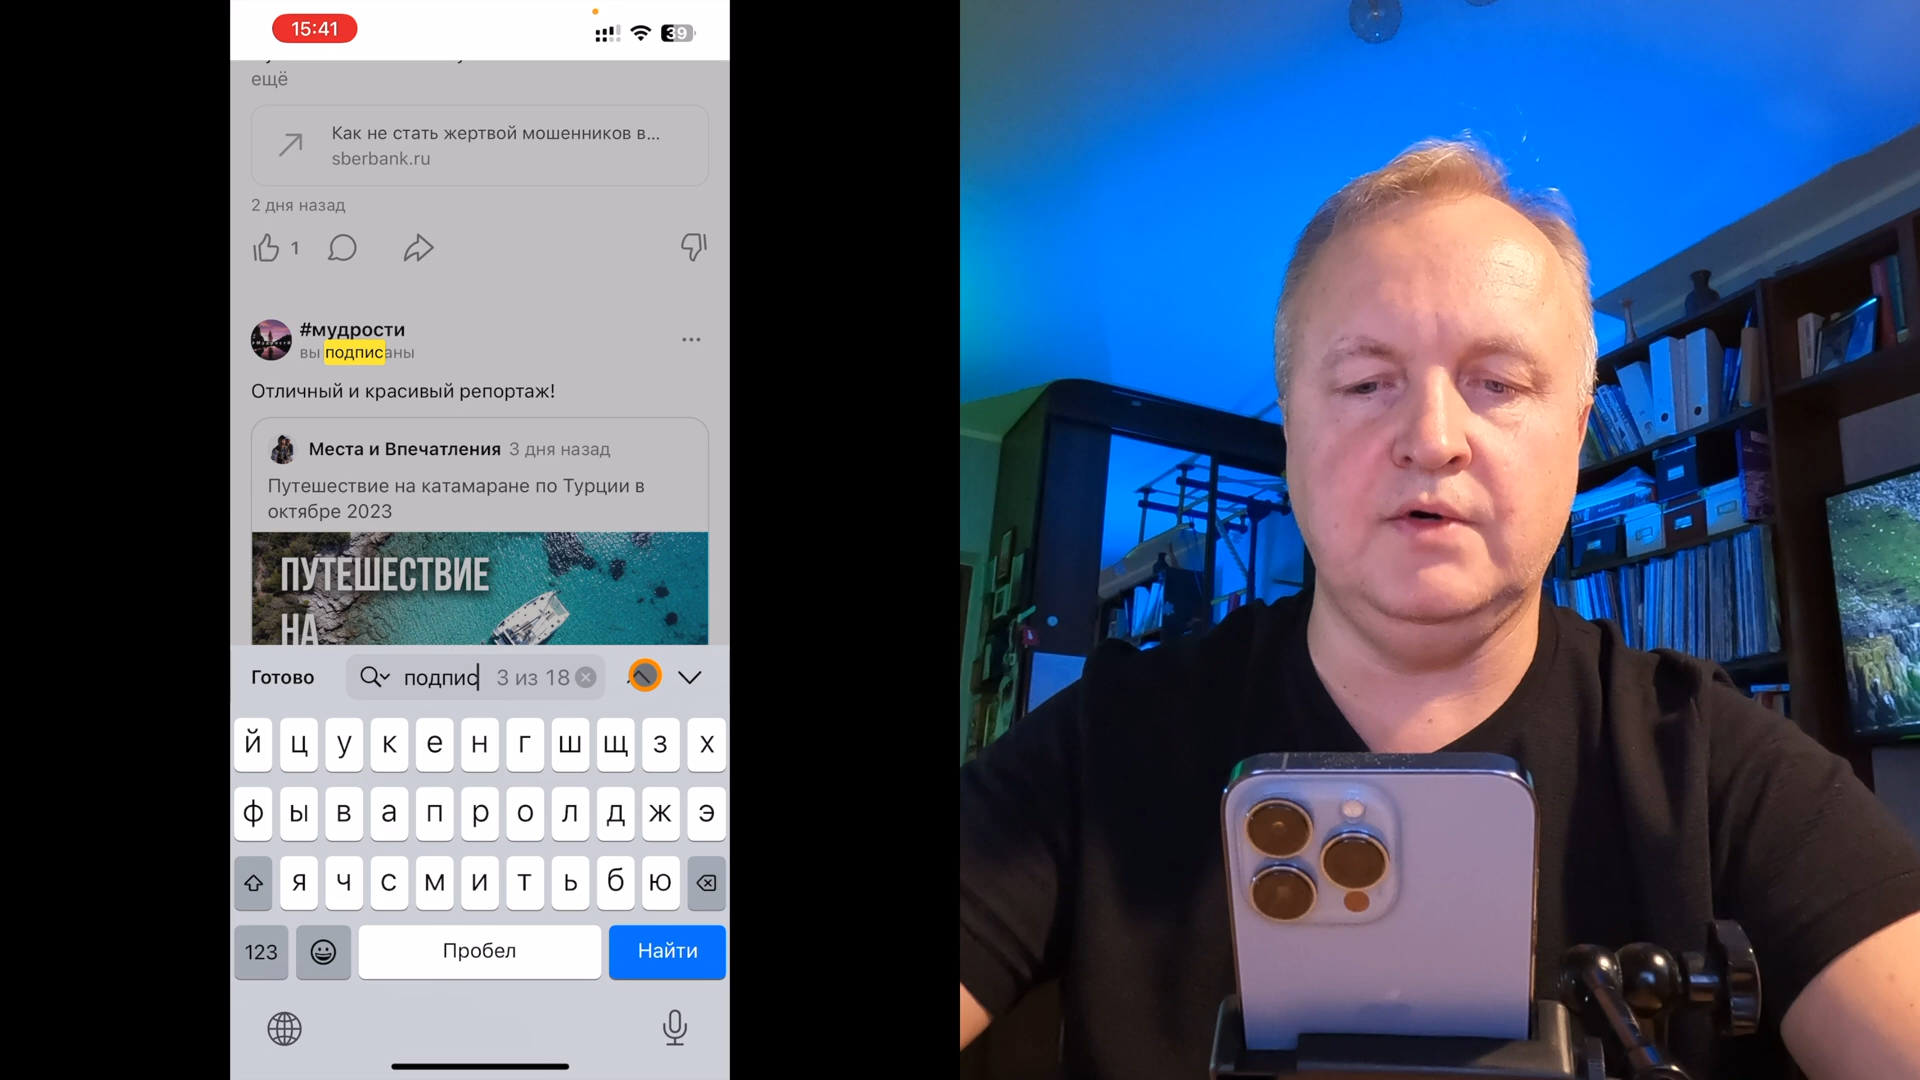 15:41
39
ещё
Как не стать жертвой мошенников в...
sberbank.ru
2 дня назад
1
#мудрости
вы подписаны
Отличный и красивый репортаж!
Места и Впечатления 3 дня назад
Путешествие на катамаране по Турции в
октябре 2023
ПУТЕШЕСТВИЕ
НА
Готово подпис 3 из 18
й ц у к е н г ш щ з х
ф ы в а п р о л д ж э
я ч с м и т ь б ю
123 Пробел Найти